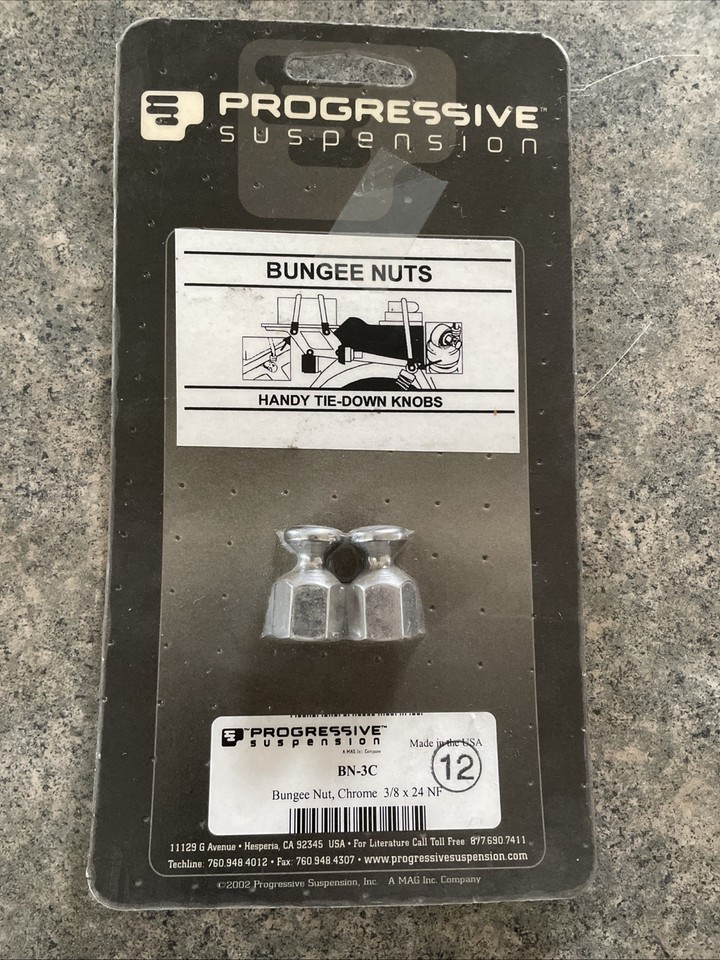 PROGRESSIVE™
suspension
BUNGEE NUTS
HANDY TIE-DOWN KNOBS
PROGRESSIVE™
suspension
A MAG Inc. Company
Made in the USA
BN-3C
12
Bungee Nut, Chrome 3/8 x 24 NF
11129 G Avenue • Hesperia, CA 92345 USA • For Literature Call Toll Free 877.690.7411
Techline: 760.948.4012 • Fax: 760.948.4307 • www.progressivesuspension.com
©2002 Progressive Suspension, Inc. A MAG Inc. Company